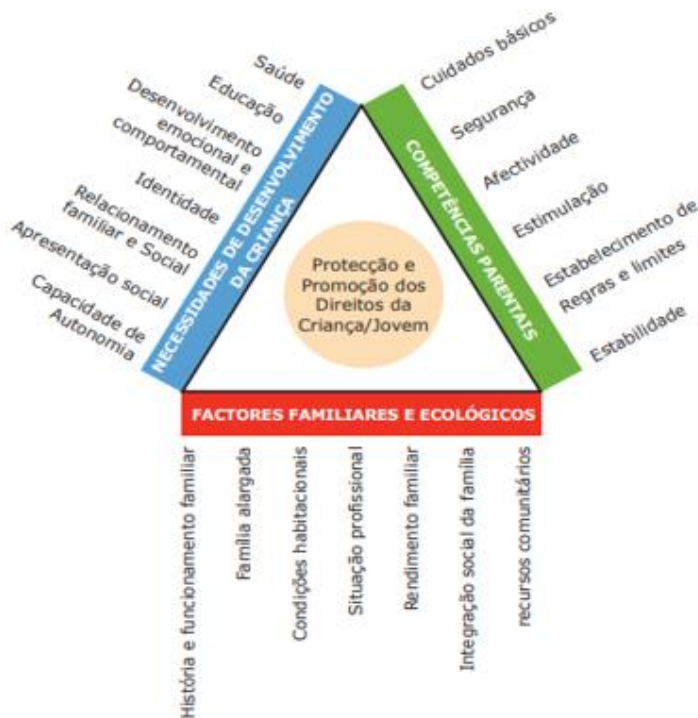 Saúde
Educação
Desenvolvimento
emocional e
comportamental
Identidade
Relacionamento
familiar e Social
Apresentação social
Capacidade de
Autonomia
NECESSIDADES DE DESENVOLVIMENTO
DA CRIANÇA
Cuidados básicos
Segurança
Afectividade
Estimulação
Estabelecimento de
Regras e limites
Estabilidade
COMPETÊNCIAS PARENTAIS
Protecção e
Promoção dos
Direitos da
Criança/Jovem
FACTORES FAMILIARES E ECOLÓGICOS
História e funcionamento familiar
Família alargada
Condições habitacionais
Situação profissional
Rendimento familiar
Integração social da família
recursos comunitários